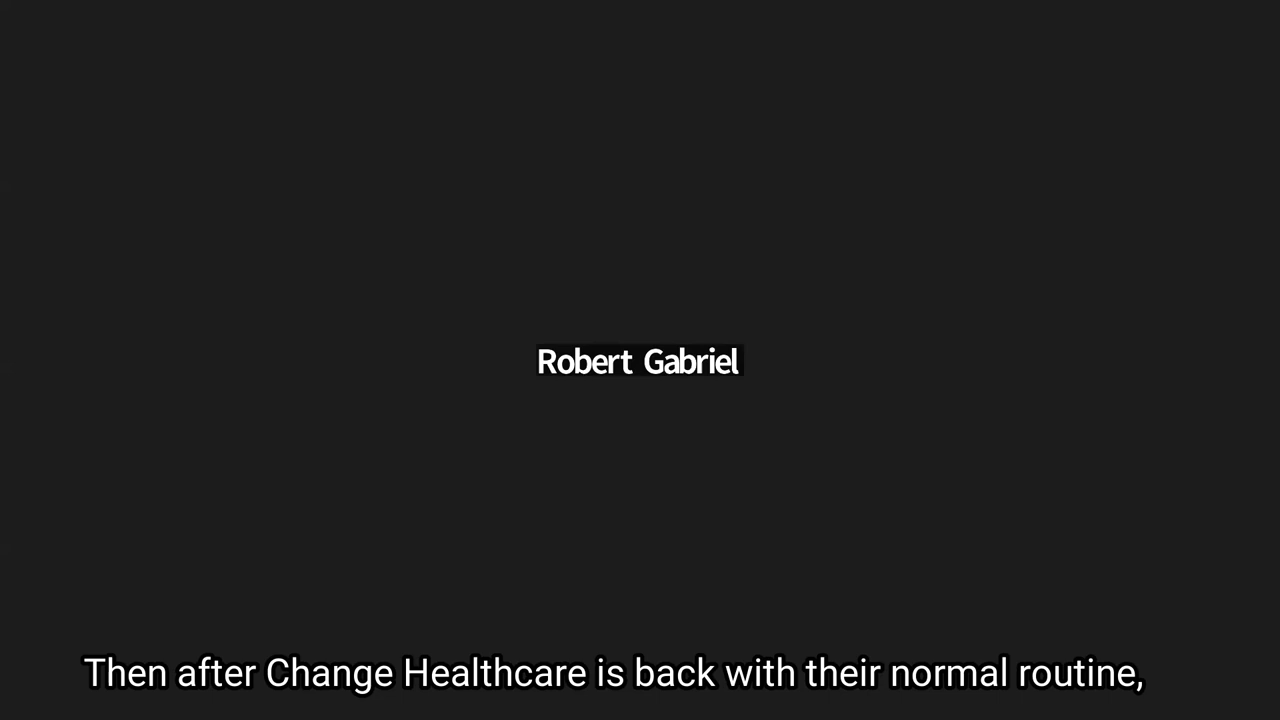 Robert Gabriel
Then after Change Healthcare is back with their normal routine,